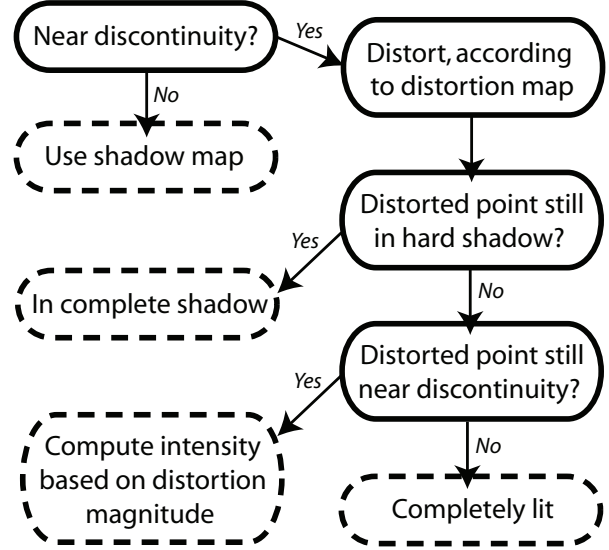 Near discontinuity?
Yes
Distort, according
to distortion map
No
Use shadow map
Distorted point still
in hard shadow?
Yes
In complete shadow
No
Distorted point still
near discontinuity?
Yes
Compute intensity
based on distortion
magnitude
No
Completely lit